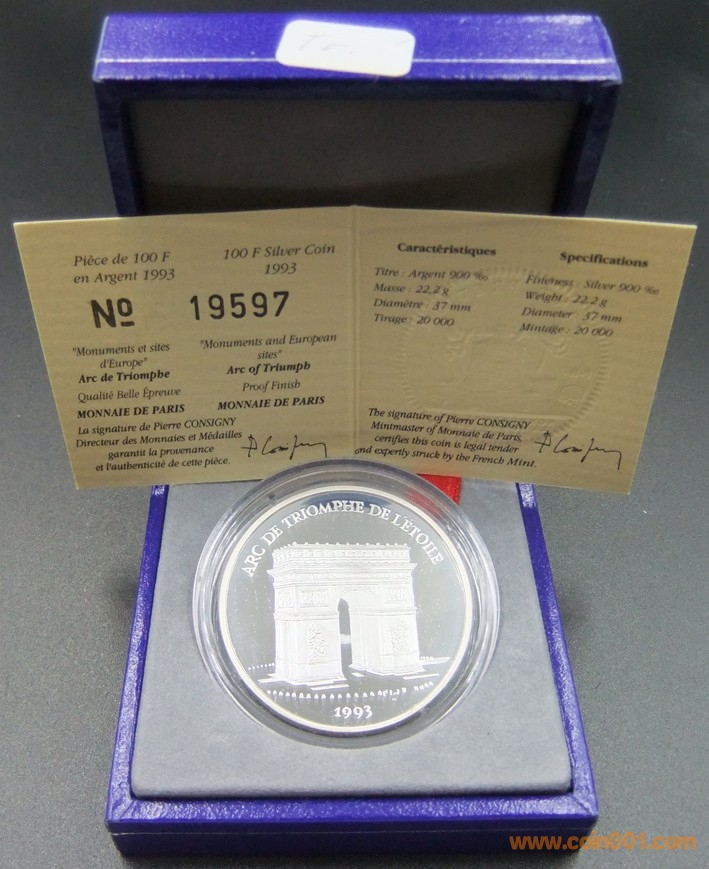 Pièce de 100 F
en Argent 1993
100 F Silver Coin
1993
Nº 19597
"Monuments et sites
d'Europe"
Arc de Triomphe
Qualité Belle Épreuve
MONNAIE DE PARIS
"Monuments and European
sites"
Arc of Triumph
Proof Finish
MONNAIE DE PARIS
La signature de Pierre CONSIGNY
Directeur des Monnaies et Médailles
garantit la provenance
et l'authenticité de cette pièce.
Caractéristiques
Titre : Argent 900 ‰
Masse : 22,2 g
Diamètre : 37 mm
Tirage : 20 000
Specifications
Fineness : Silver 900 ‰
Weight : 22,2 g
Diameter : 37 mm
Mintage : 20 000
The signature of Pierre CONSIGNY
Mintmaster of Monnaie de Paris,
certifies this coin is legal tender
and expertly struck by the French Mint.
ARC DE TRIOMPHE DE L'ÉTOILE
1993
www.coin001.com